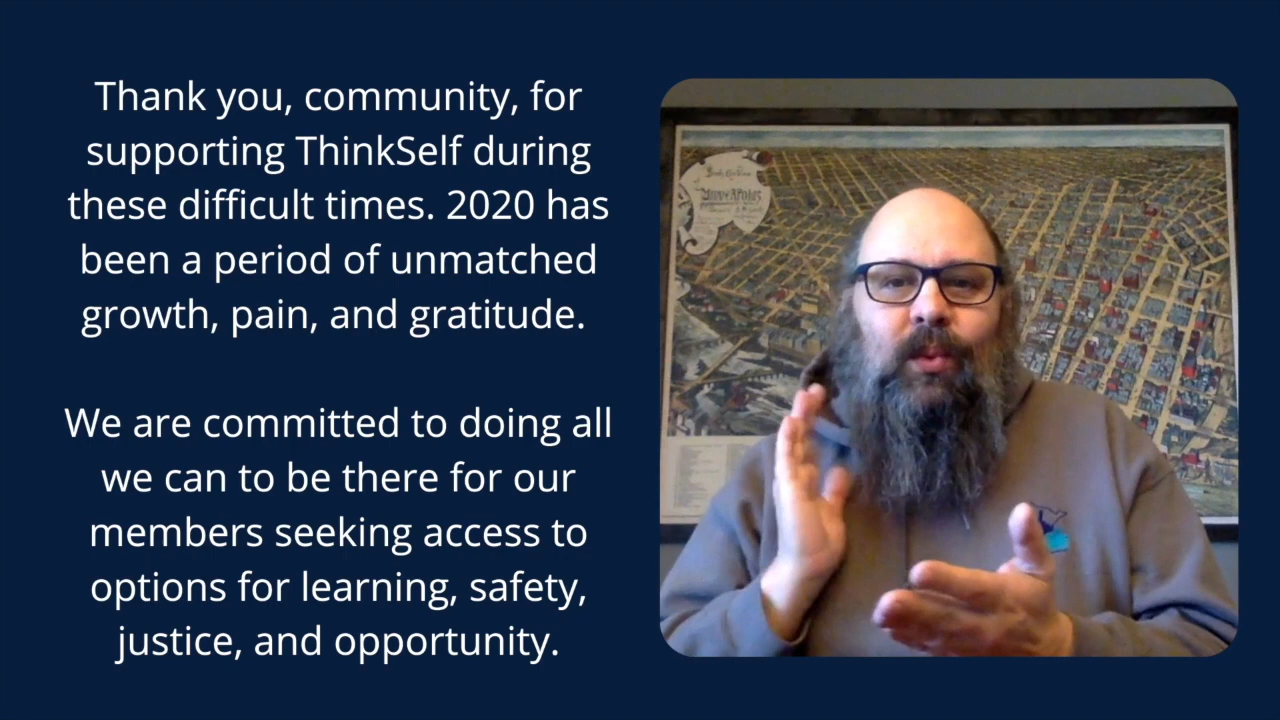 Thank you, community, for
supporting ThinkSelf during
these difficult times. 2020 has
been a period of unmatched
growth, pain, and gratitude.
We are committed to doing all
we can to be there for our
members seeking access to
options for learning, safety,
justice, and opportunity.
MINNEAPOLIS